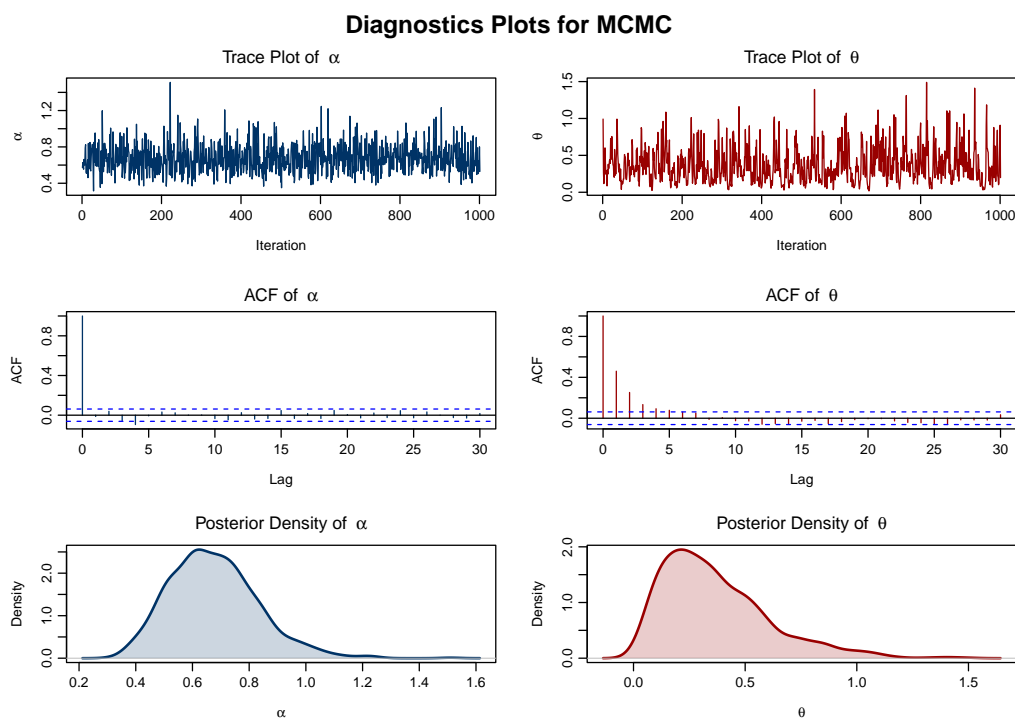 Diagnostics Plots for MCMC
Trace Plot of α
α
0.4 0.8 1.2
0 200 400 600 800 1000
Iteration
Trace Plot of θ
θ
0.0 0.5 1.0 1.5
0 200 400 600 800 1000
Iteration
ACF of α
ACF
0.0 0.4 0.8
0 5 10 15 20 25 30
Lag
ACF of θ
ACF
0.0 0.4 0.8
0 5 10 15 20 25 30
Lag
Posterior Density of α
Density
0.0 1.0 2.0
0.2 0.4 0.6 0.8 1.0 1.2 1.4 1.6
α
Posterior Density of θ
Density
0.0 1.0 2.0
0.0 0.5 1.0 1.5
θ